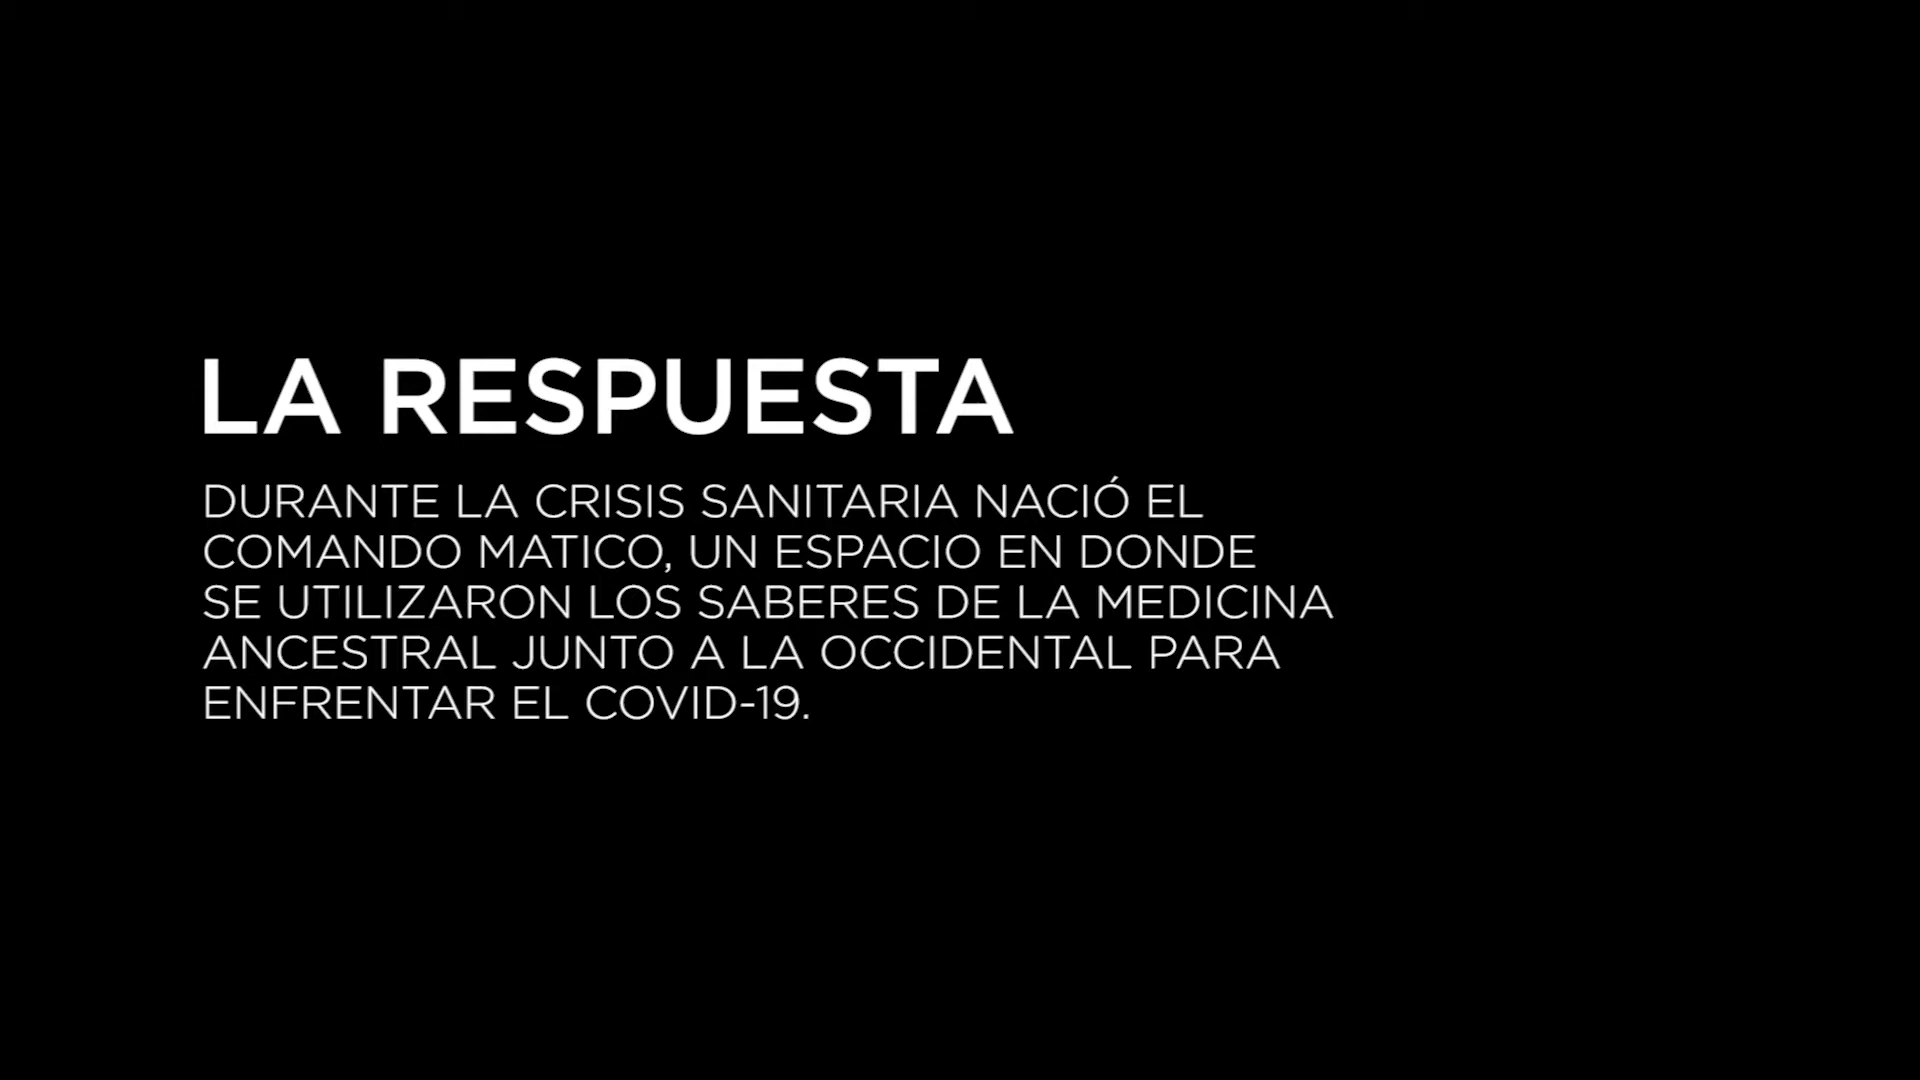 LA RESPUESTA
DURANTE LA CRISIS SANITARIA NACIÓ EL
COMANDO MATICO, UN ESPACIO EN DONDE
SE UTILIZARON LOS SABERES DE LA MEDICINA
ANCESTRAL JUNTO A LA OCCIDENTAL PARA
ENFRENTAR EL COVID-19.